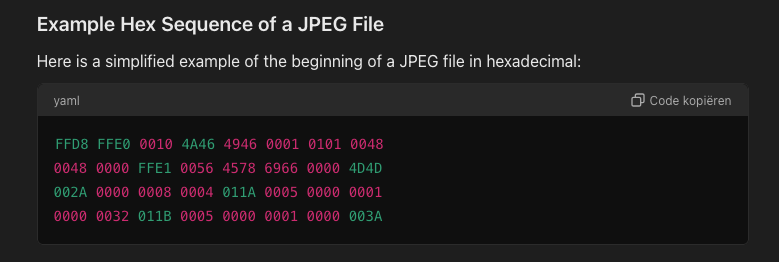 Example Hex Sequence of a JPEG File
Here is a simplified example of the beginning of a JPEG file in hexadecimal:
yaml
Code kopiëren
FFD8 FFE0 0010 4A46 4946 0001 0101 0048
0048 0000 FFE1 0056 4578 6966 0000 4D4D
002A 0000 0008 0004 011A 0005 0000 0001
0000 0032 011B 0005 0000 0001 0000 003A